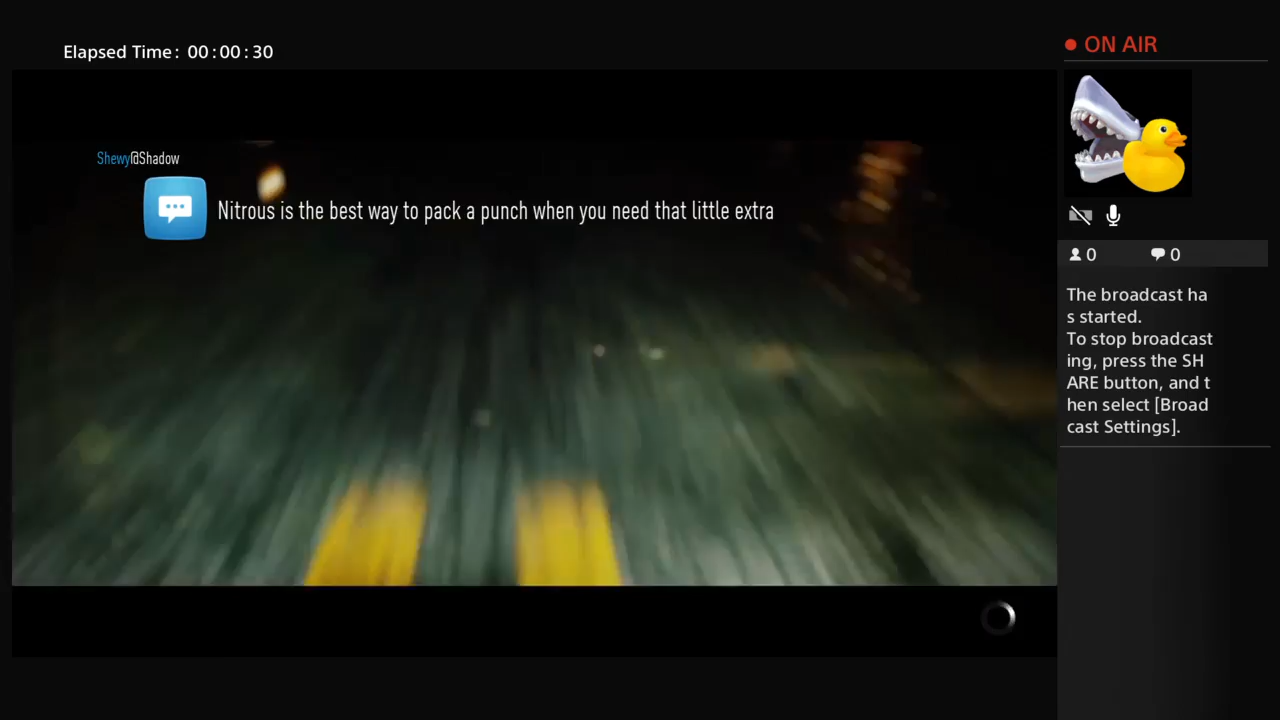 Elapsed Time: 00:00:30
ON AIR
Shewy@Shadow
Nitrous is the best way to pack a punch when you need that little extra
0 0
The broadcast ha
s started.
To stop broadcast
ing, press the SH
ARE button, and t
hen select [Broad
cast Settings].